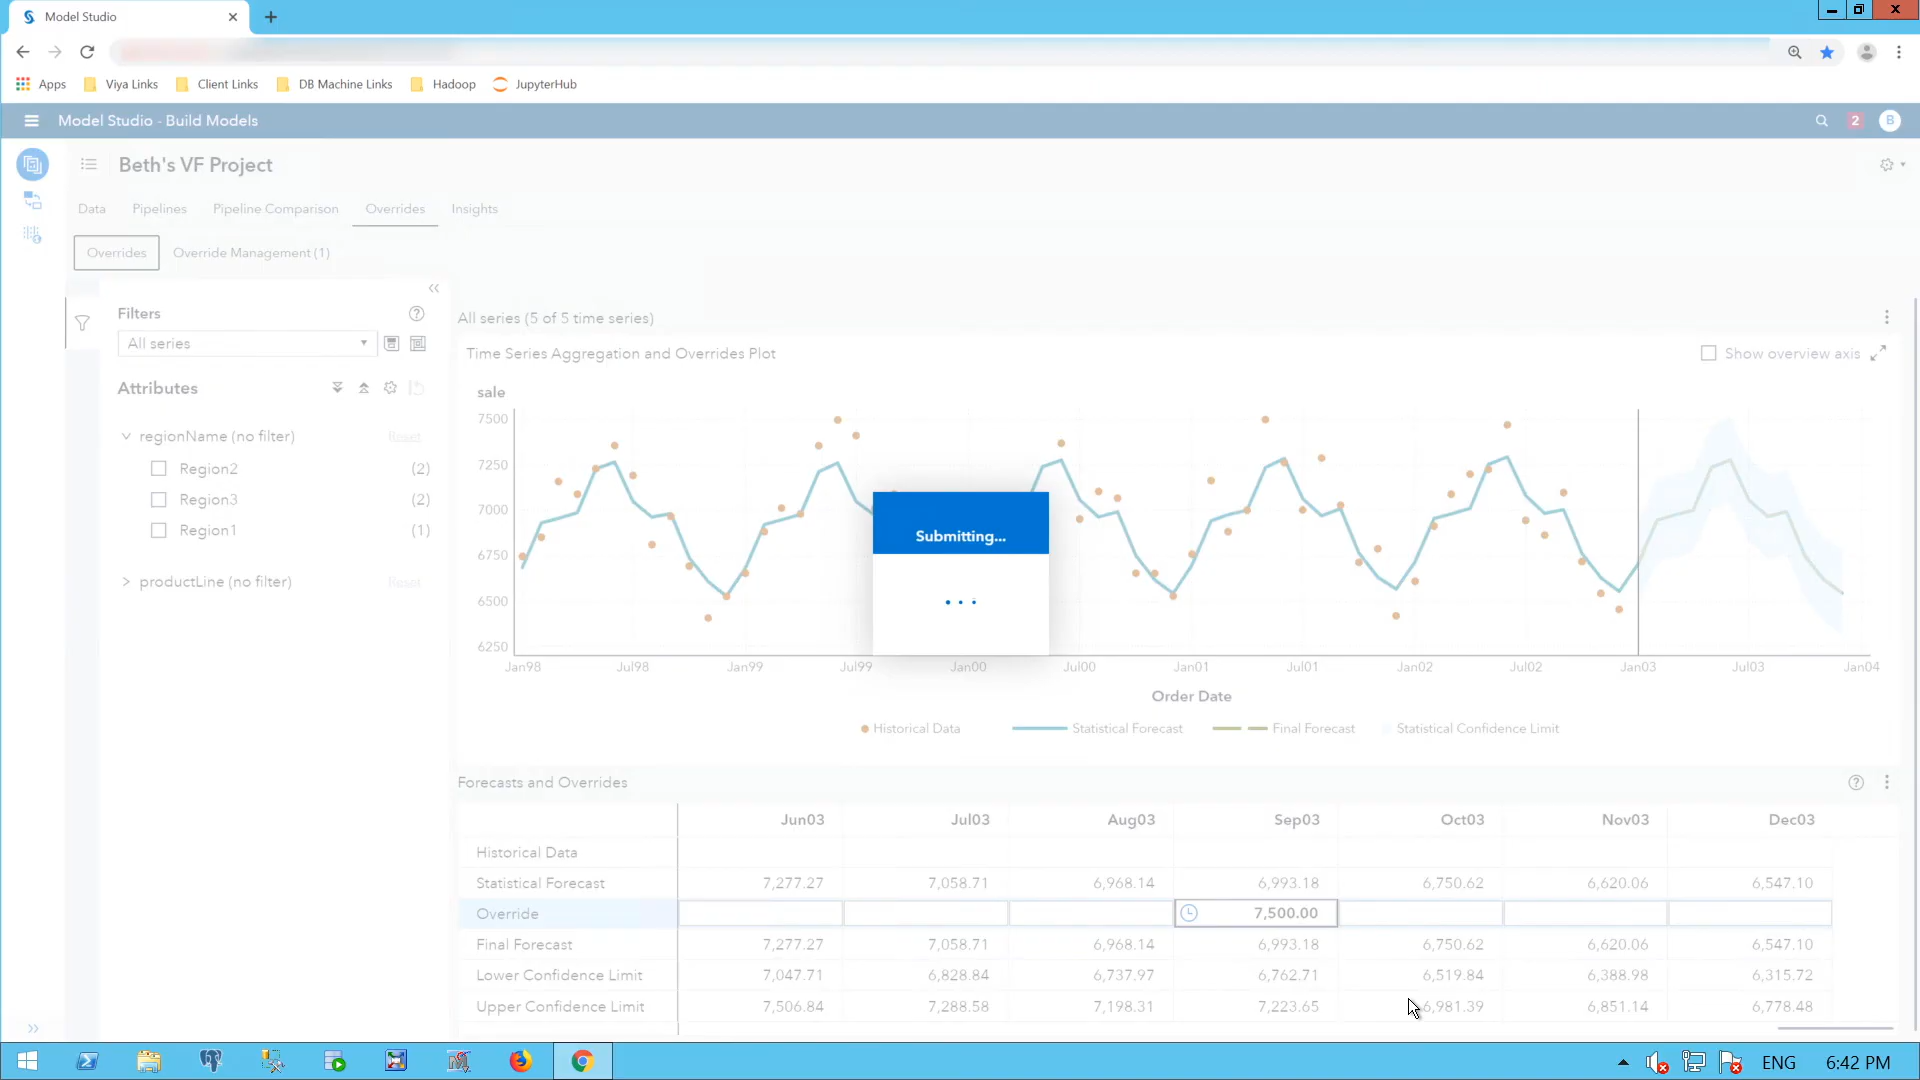 Model Studio
Apps
Viya Links
Client Links
DB Machine Links
Hadoop
JupyterHub
Model Studio - Build Models
2
B
Beth's VF Project
Data
Pipelines
Pipeline Comparison
Overrides
Insights
Overrides
Override Management (1)
Filters
All series
Attributes
regionName (no filter)
Reset
Region2
(2)
Region3
(2)
Region1
(1)
productLine (no filter)
Reset
All series (5 of 5 time series)
Time Series Aggregation and Overrides Plot
Show overview axis
sale
7500
7250
7000
6750
6500
6250
Jan98
Jul98
Jan99
Jul99
Jan00
Jul00
Jan01
Jul01
Jan02
Jul02
Jan03
Jul03
Jan04
Order Date
Historical Data
Statistical Forecast
Final Forecast
Statistical Confidence Limit
Submitting...
Forecasts and Overrides
Jun03 Jul03 Aug03 Sep03 Oct03 Nov03 Dec03
Historical Data
Statistical Forecast 7,277.27 7,058.71 6,968.14 6,993.18 6,750.62 6,620.06 6,547.10
Override 7,500.00
Final Forecast 7,277.27 7,058.71 6,968.14 6,993.18 6,750.62 6,620.06 6,547.10
Lower Confidence Limit 7,047.71 6,828.84 6,737.97 6,762.71 6,519.84 6,388.98 6,315.72
Upper Confidence Limit 7,506.84 7,288.58 7,198.31 7,223.65 6,981.39 6,851.14 6,778.48
ENG
6:42 PM